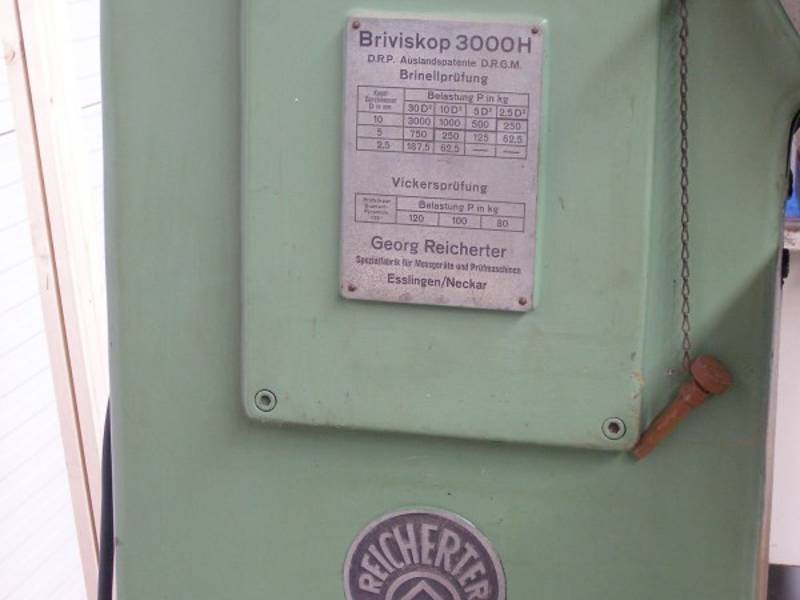 Briviskop 3000H
D.R.P. Auslandspatente D.R.G.M.
Brinellprüfung
Belastung P in kg
D in mm 30 D² 10 D² 5 D² 2,5 D²
10 3000 1000 500 250
5 750 250 125 62,5
2,5 187,5 62,5 — —
Vickersprüfung
Belastung P in kg
120 100 80
Georg Reicherter
Spezialfabrik für Messgeräte und Prüfmaschinen
Esslingen/Neckar
REICHERTER